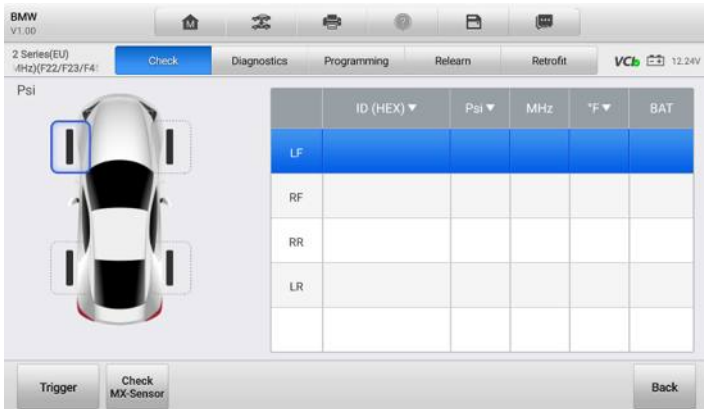 BMW
V1.00
2 Series(EU)
MHz)(F22/F23/F4
Check
Diagnostics
Programming
Relearn
Retrofit
VCI
12.24V
Psi
ID (HEX) ▼
Psi ▼
MHz
°F ▼
BAT
LF
RF
RR
LR
Trigger
Check
MX-Sensor
Back